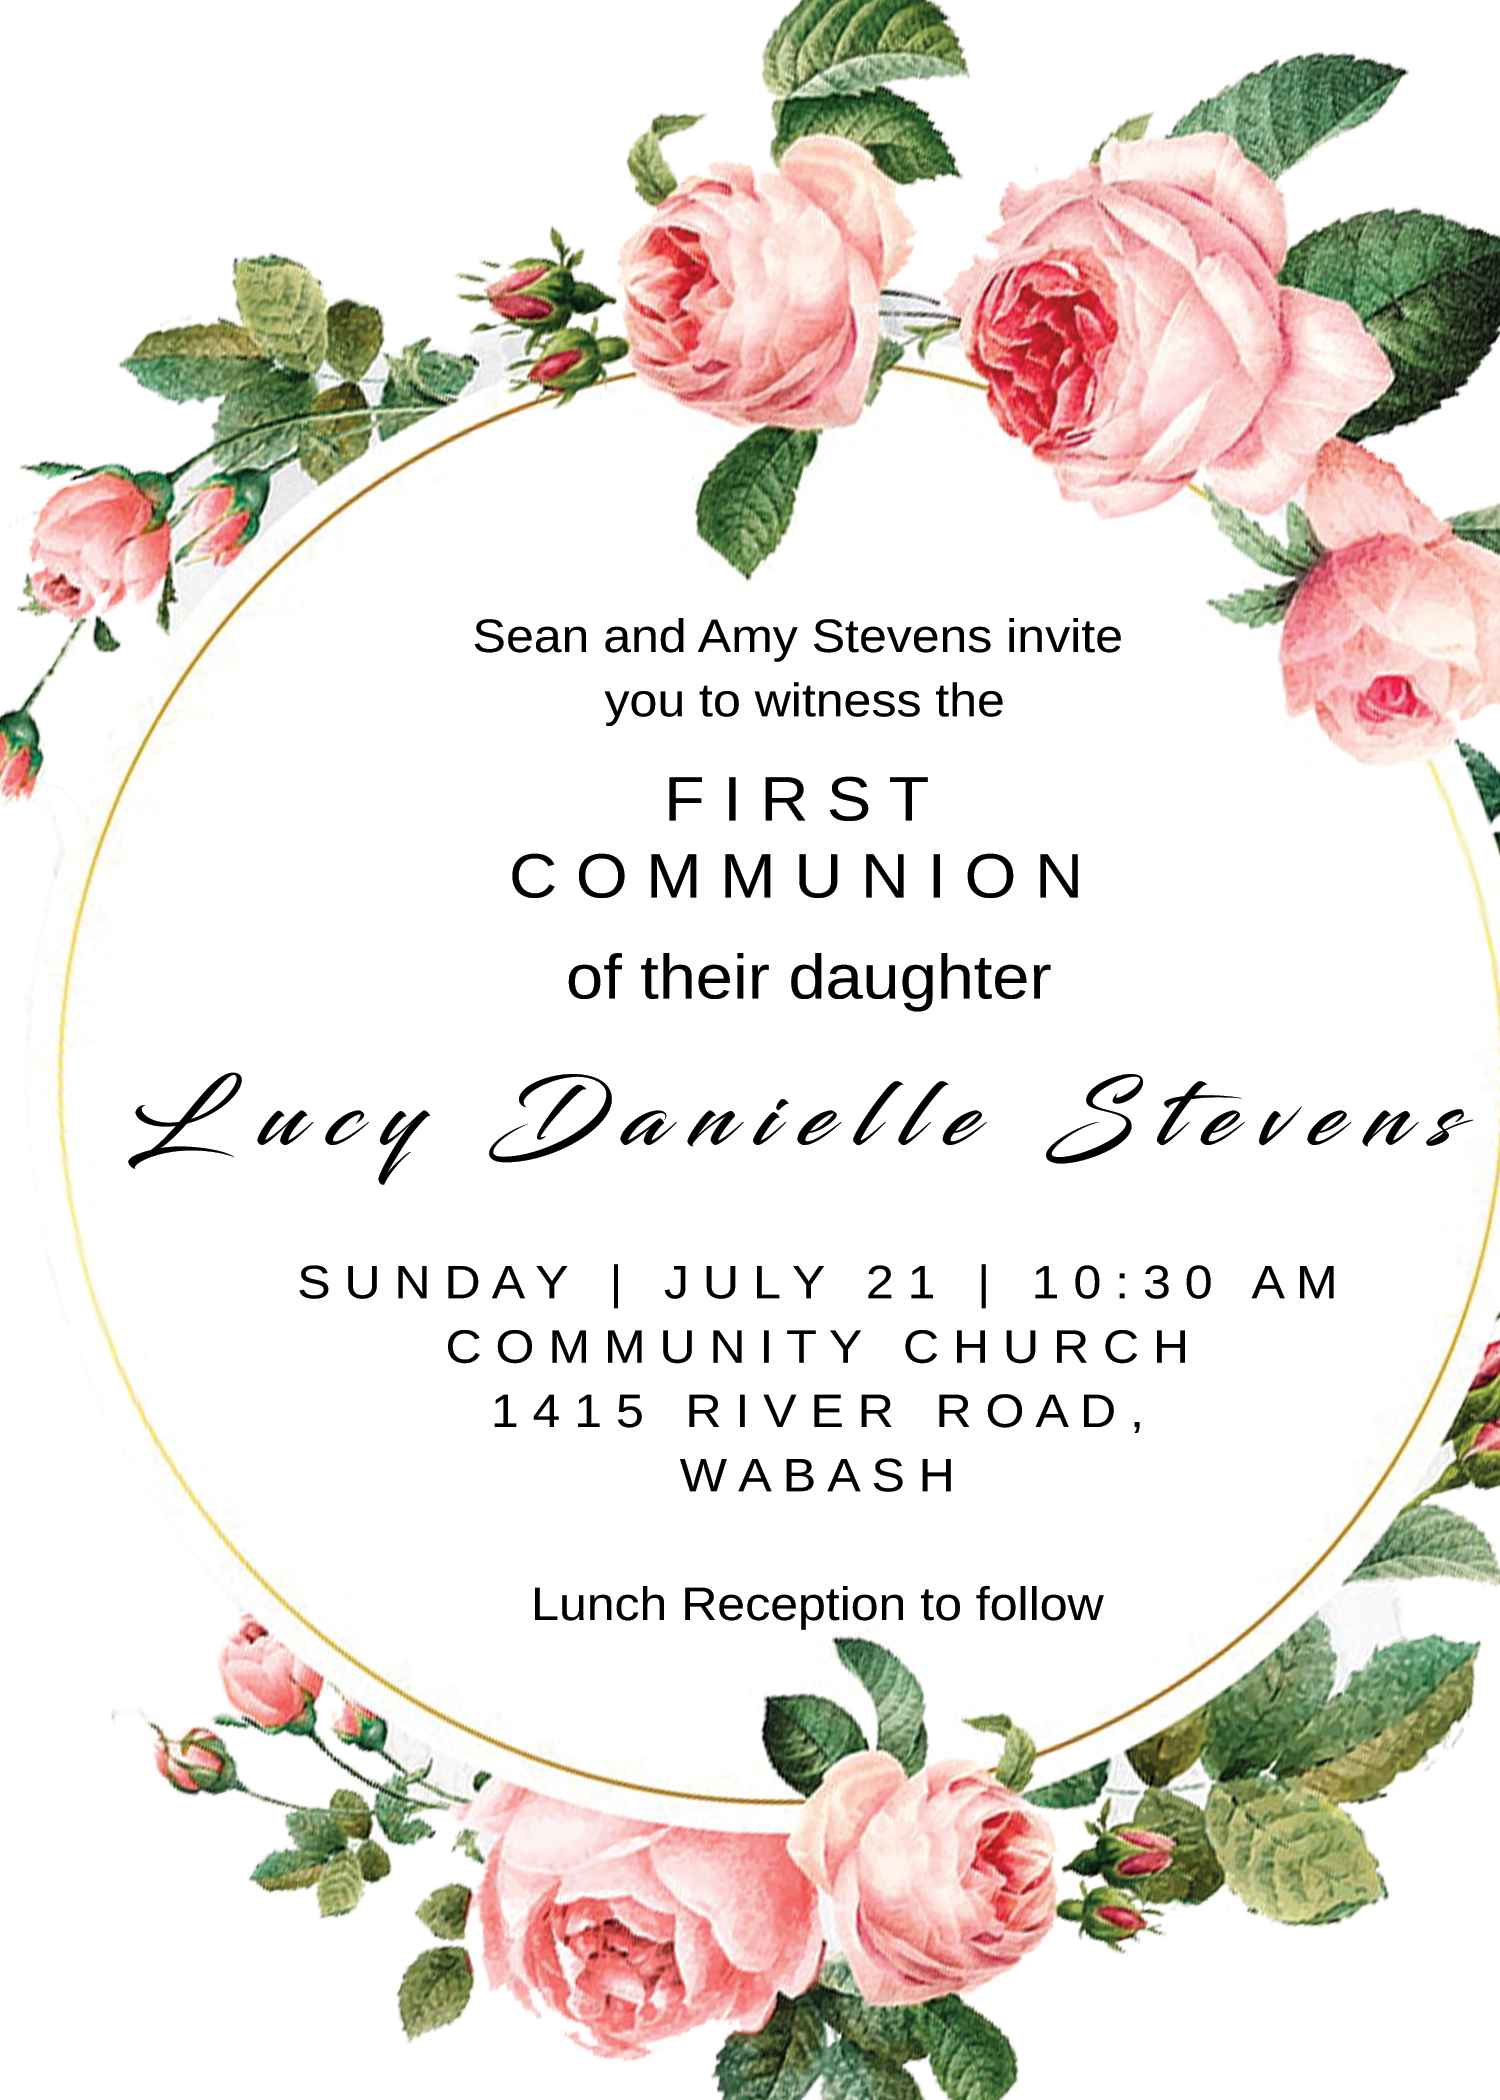 Sean and Amy Stevens invite
you to witness the
FIRST
COMMUNION
of their daughter
Lucy Danielle Stevens
SUNDAY | JULY 21 | 10:30 AM
COMMUNITY CHURCH
1415 RIVER ROAD,
WABASH
Lunch Reception to follow